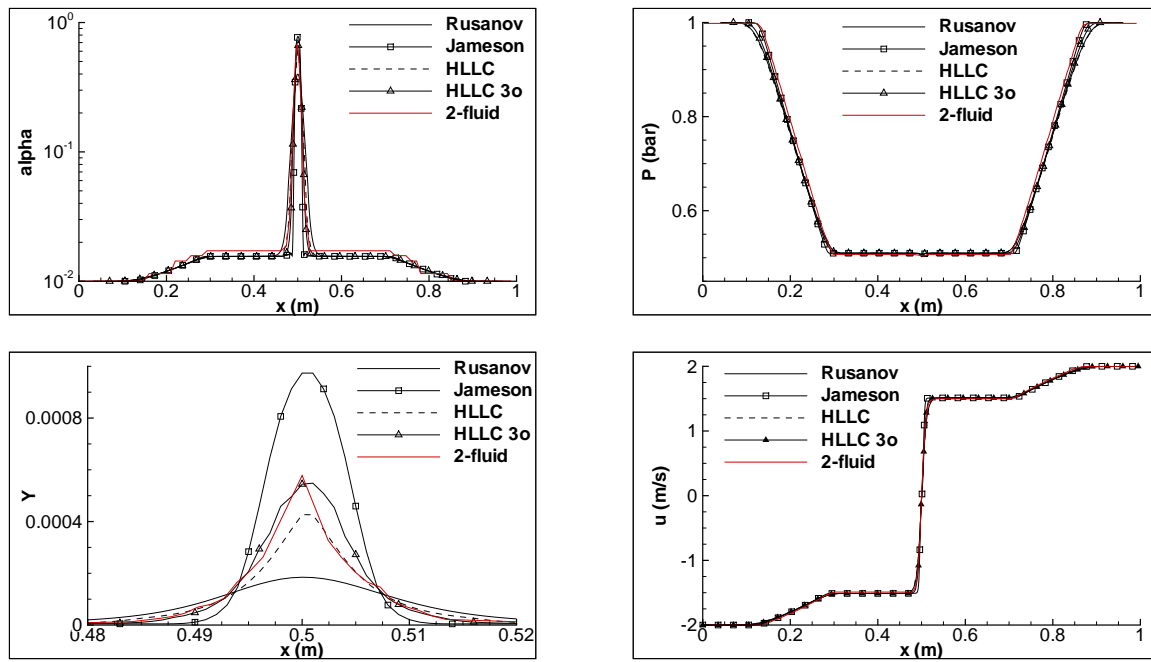 Rusanov
Jameson
HLLC
HLLC 3o
2-fluid
alpha
10^0
10^-1
10^-2
0 0.2 0.4 0.6 0.8 1
x (m)
Rusanov
Jameson
HLLC
HLLC 3o
2-fluid
P (bar)
1
0.8
0.6
0 0.2 0.4 0.6 0.8 1
x (m)
Rusanov
Jameson
HLLC
HLLC 3o
2-fluid
Y
0.0008
0.0004
0
0.48 0.49 0.5 0.51 0.52
x (m)
Rusanov
Jameson
HLLC
HLLC 3o
2-fluid
u (m/s)
2
1
0
-1
-2
0 0.2 0.4 0.6 0.8 1
x (m)